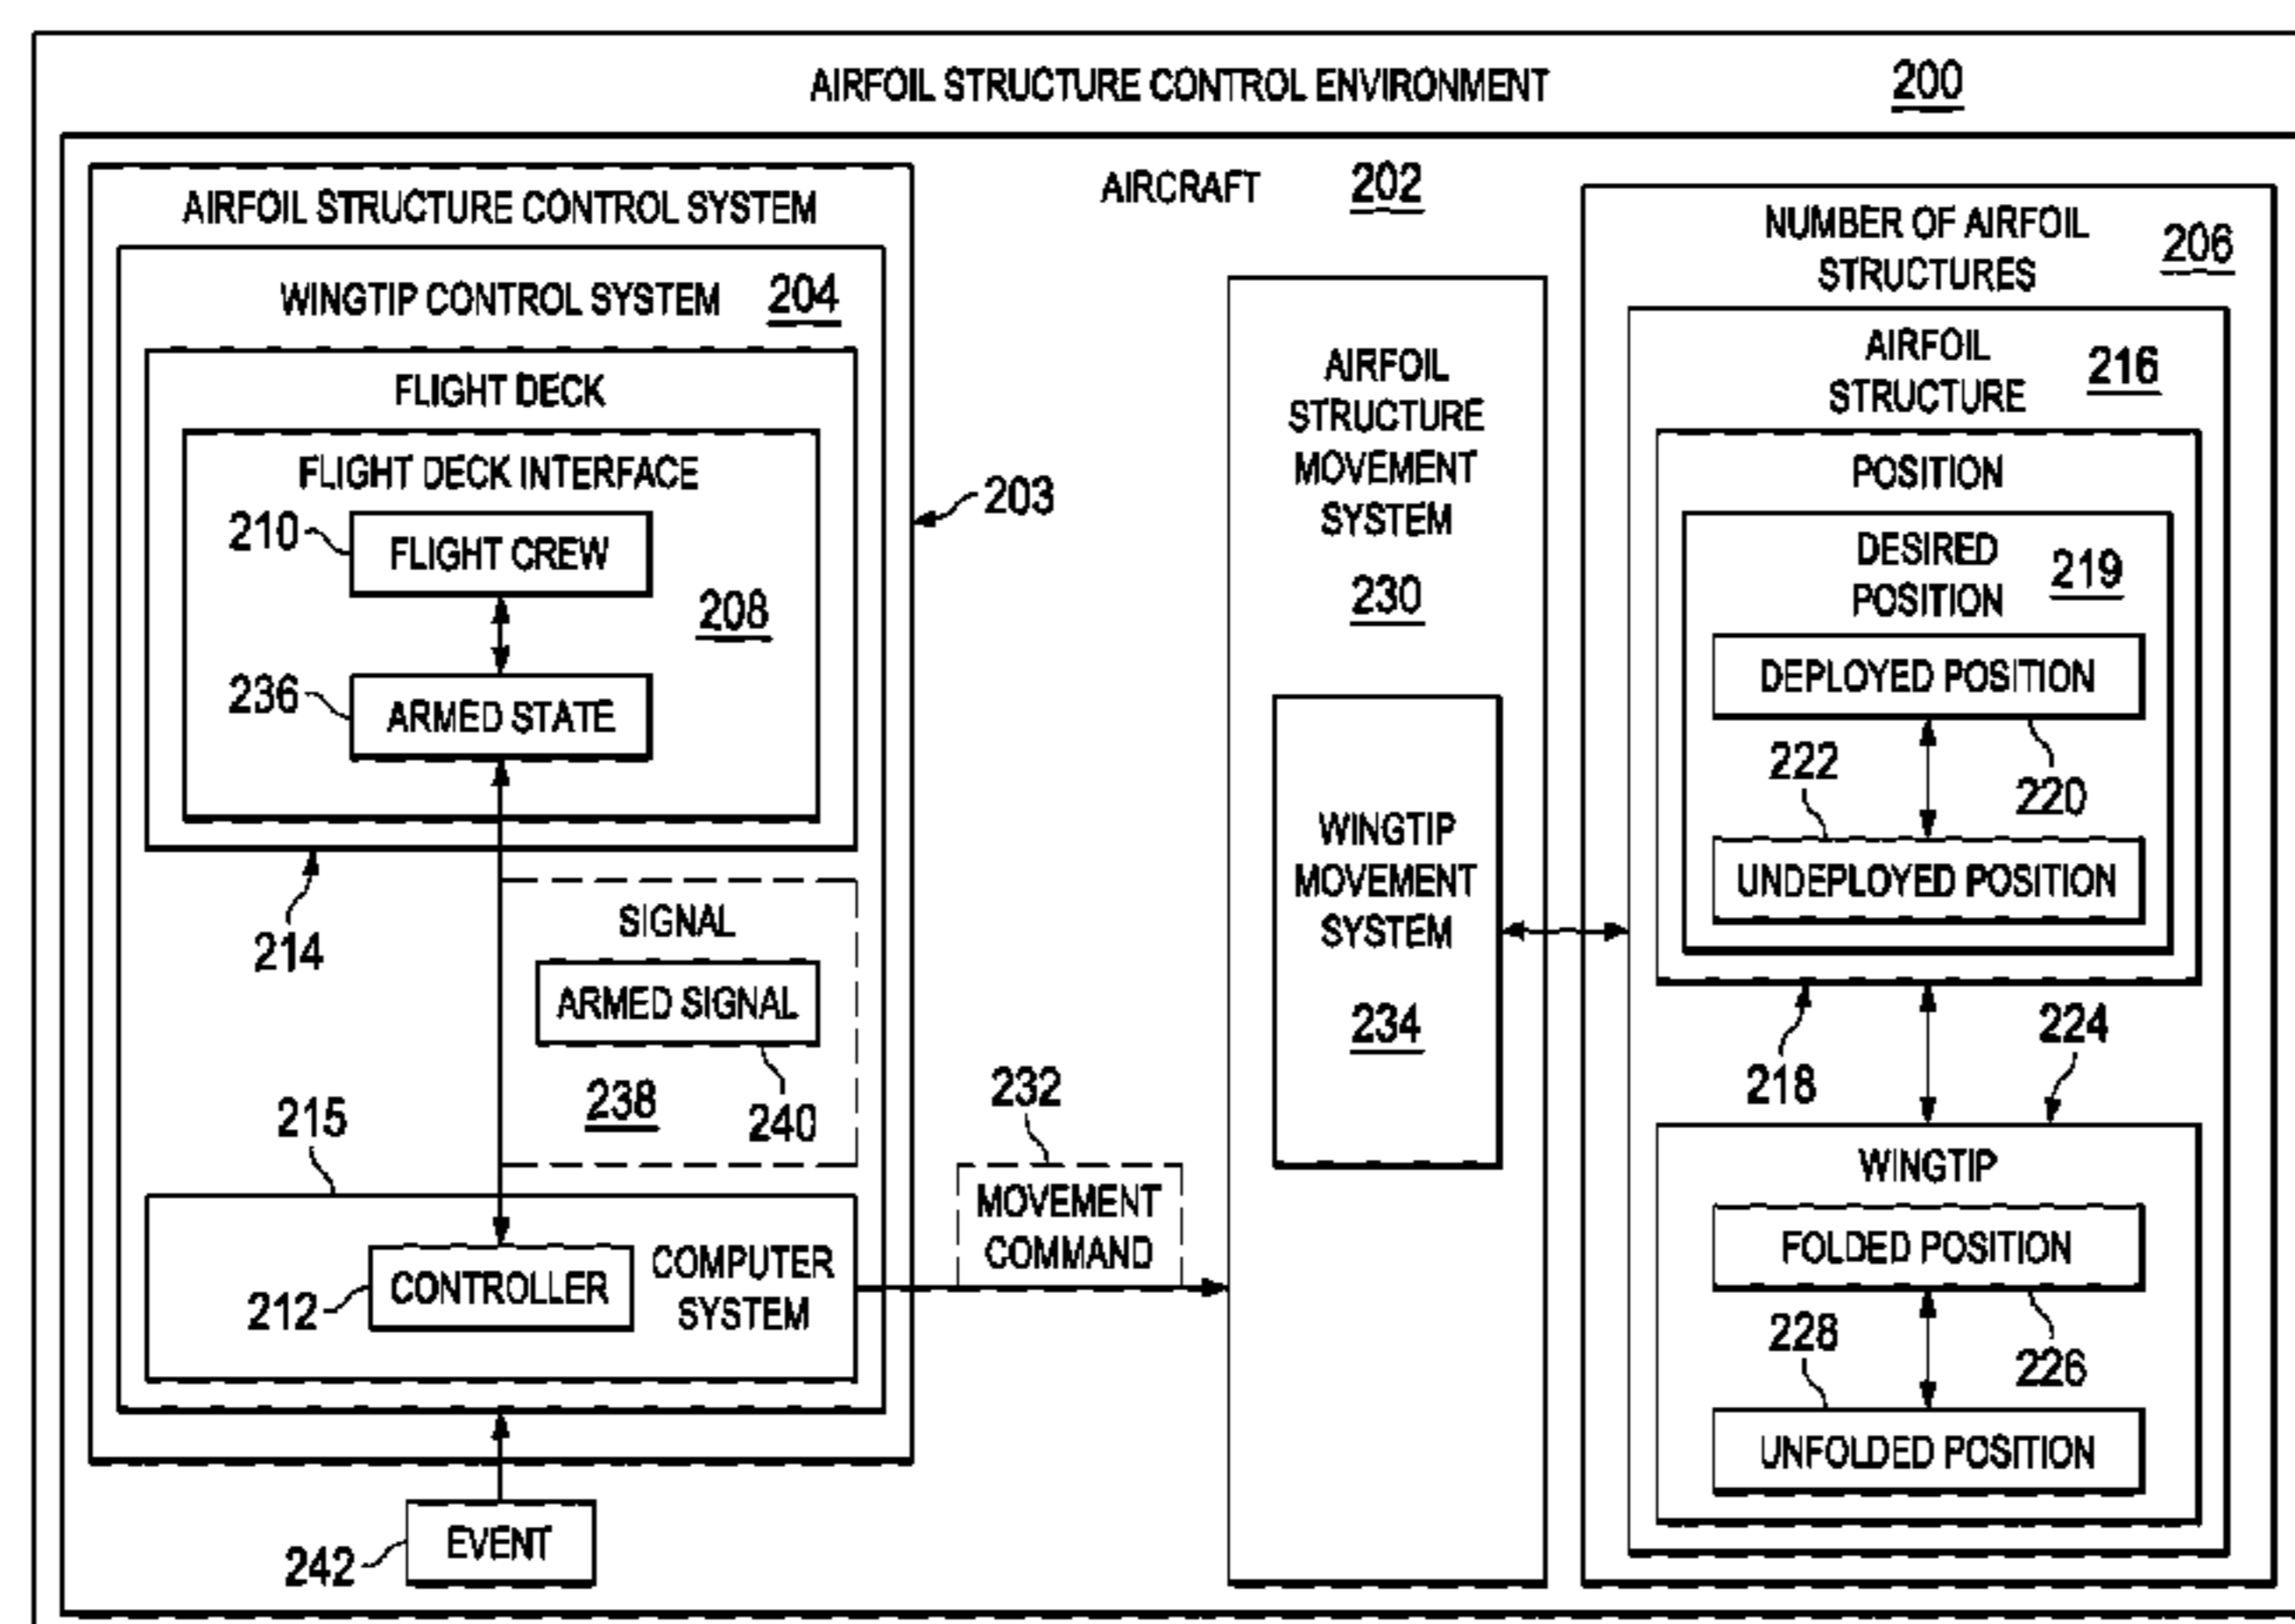 AIRFOIL STRUCTURE CONTROL ENVIRONMENT 200
AIRCRAFT 202
AIRFOIL STRUCTURE CONTROL SYSTEM
WINGTIP CONTROL SYSTEM 204
FLIGHT DECK
FLIGHT DECK INTERFACE
210
FLIGHT CREW
208
236
ARMED STATE
203
214
SIGNAL
ARMED SIGNAL
238
240
215
212
CONTROLLER
COMPUTER
SYSTEM
242
EVENT
232
MOVEMENT
COMMAND
AIRFOIL
STRUCTURE
MOVEMENT
SYSTEM
230
WINGTIP
MOVEMENT
SYSTEM
234
NUMBER OF AIRFOIL
STRUCTURES
206
AIRFOIL
STRUCTURE
216
POSITION
DESIRED
POSITION
219
DEPLOYED POSITION
222
220
UNDEPLOYED POSITION
218
224
WINGTIP
FOLDED POSITION
228
226
UNFOLDED POSITION